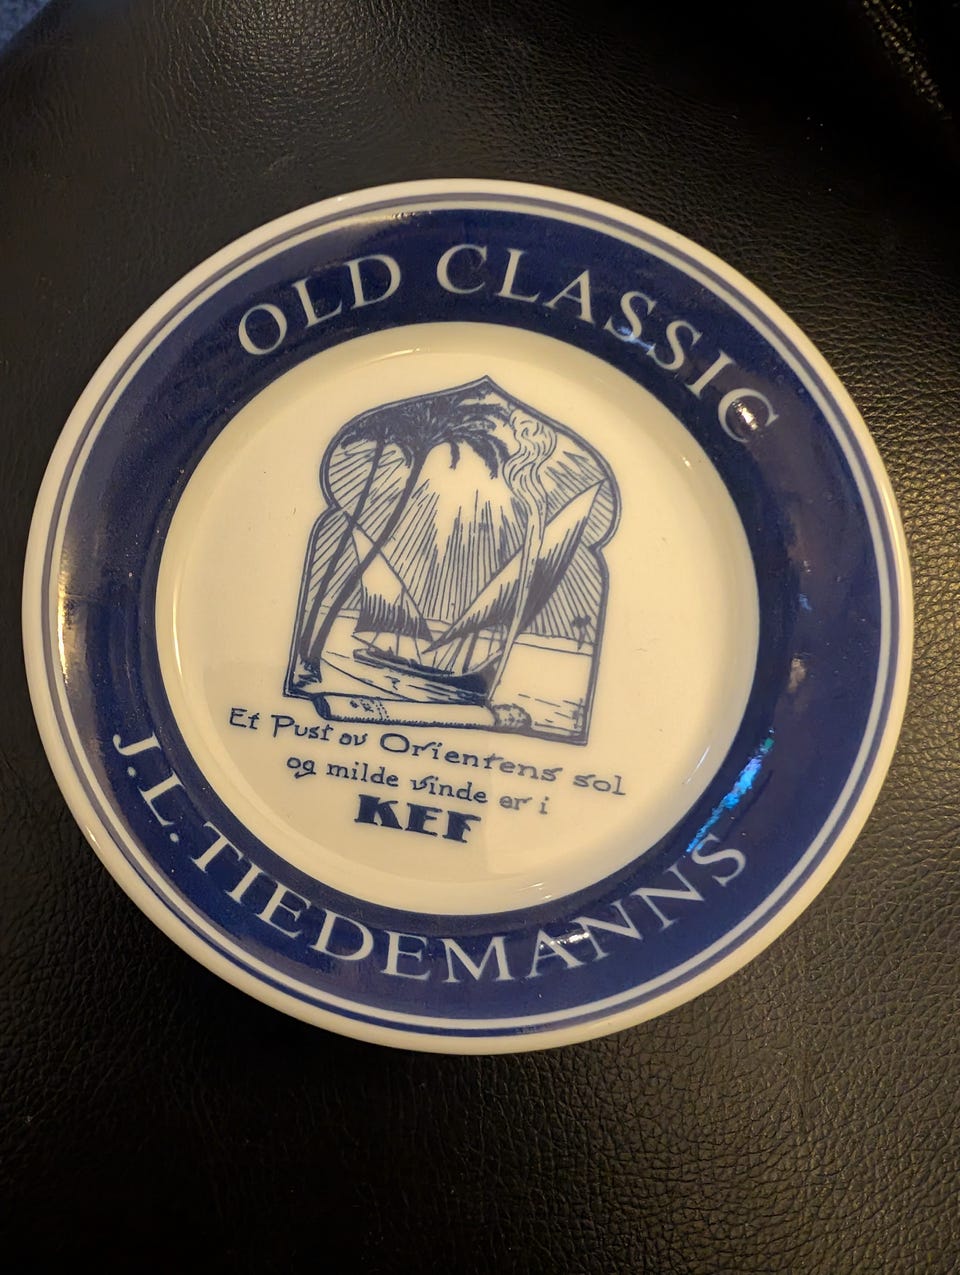 OLD CLASSIC
Et Pust av Orientens sol
og milde vinde er i
KEF
J.L.TIEDEMANNS